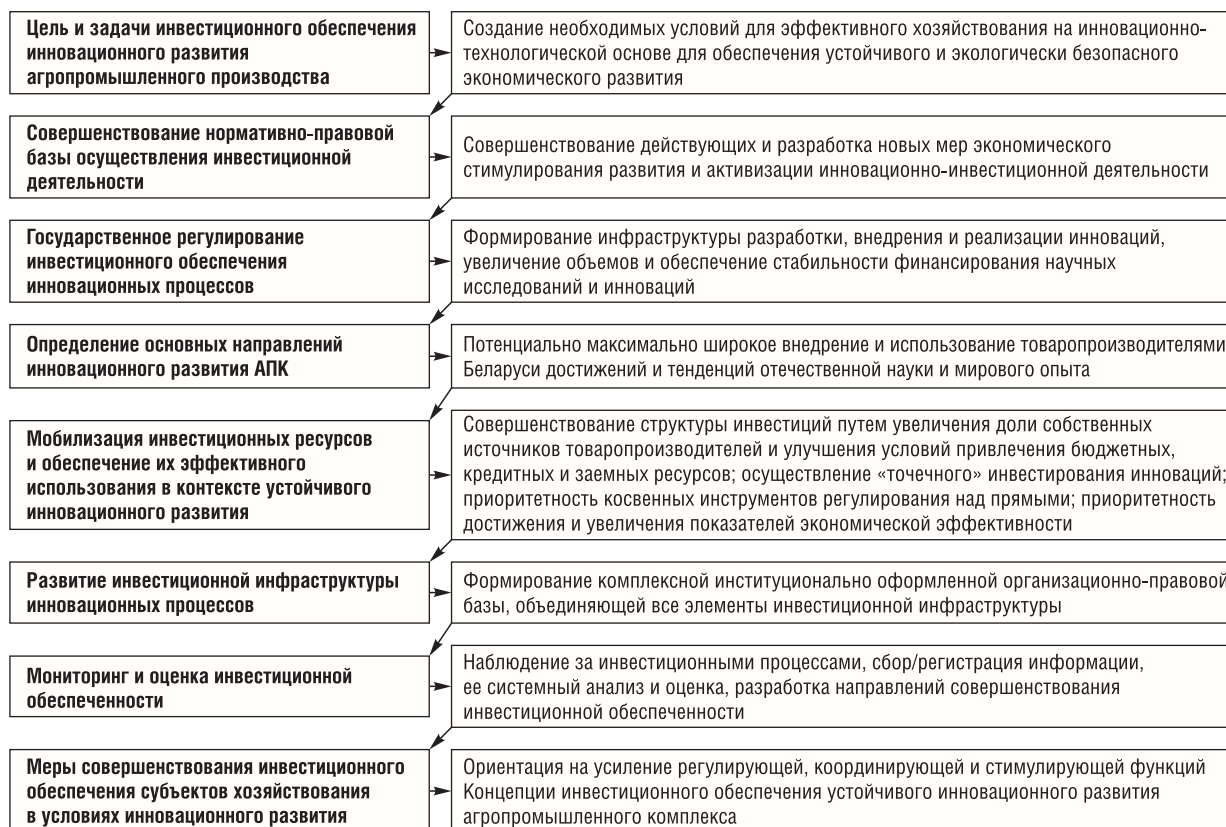 Цель и задачи инвестиционного обеспечения
инновационного развития
агропромышленного производства
Создание необходимых условий для эффективного хозяйствования на инновационно-
технологической основе для обеспечения устойчивого и экологически безопасного
экономического развития
Совершенствование нормативно-правовой
базы осуществления инвестиционной
деятельности
Совершенствование действующих и разработка новых мер экономического
стимулирования развития и активизации инновационно-инвестиционной деятельности
Государственное регулирование
инвестиционного обеспечения
инновационных процессов
Формирование инфраструктуры разработки, внедрения и реализации инноваций,
увеличение объемов и обеспечение стабильности финансирования научных
исследований и инноваций
Определение основных направлений
инновационного развития АПК
Потенциально максимально широкое внедрение и использование товаропроизводителями
Беларуси достижений и тенденций отечественной науки и мирового опыта
Мобилизация инвестиционных ресурсов
и обеспечение их эффективного
использования в контексте устойчивого
инновационного развития
Совершенствование структуры инвестиций путем увеличения доли собственных
источников товаропроизводителей и улучшения условий привлечения бюджетных,
кредитных и заемных ресурсов; осуществление «точечного» инвестирования инноваций;
приоритетность косвенных инструментов регулирования над прямыми; приоритетность
достижения и увеличения показателей экономической эффективности
Развитие инвестиционной инфраструктуры
инновационных процессов
Формирование комплексной институционально оформленной организационно-правовой
базы, объединяющей все элементы инвестиционной инфраструктуры
Мониторинг и оценка инвестиционной
обеспеченности
Наблюдение за инвестиционными процессами, сбор/регистрация информации,
ее системный анализ и оценка, разработка направлений совершенствования
инвестиционной обеспеченности
Меры совершенствования инвестиционного
обеспечения субъектов хозяйствования
в условиях инновационного развития
Ориентация на усиление регулирующей, координирующей и стимулирующей функций
Концепции инвестиционного обеспечения устойчивого инновационного развития
агропромышленного комплекса